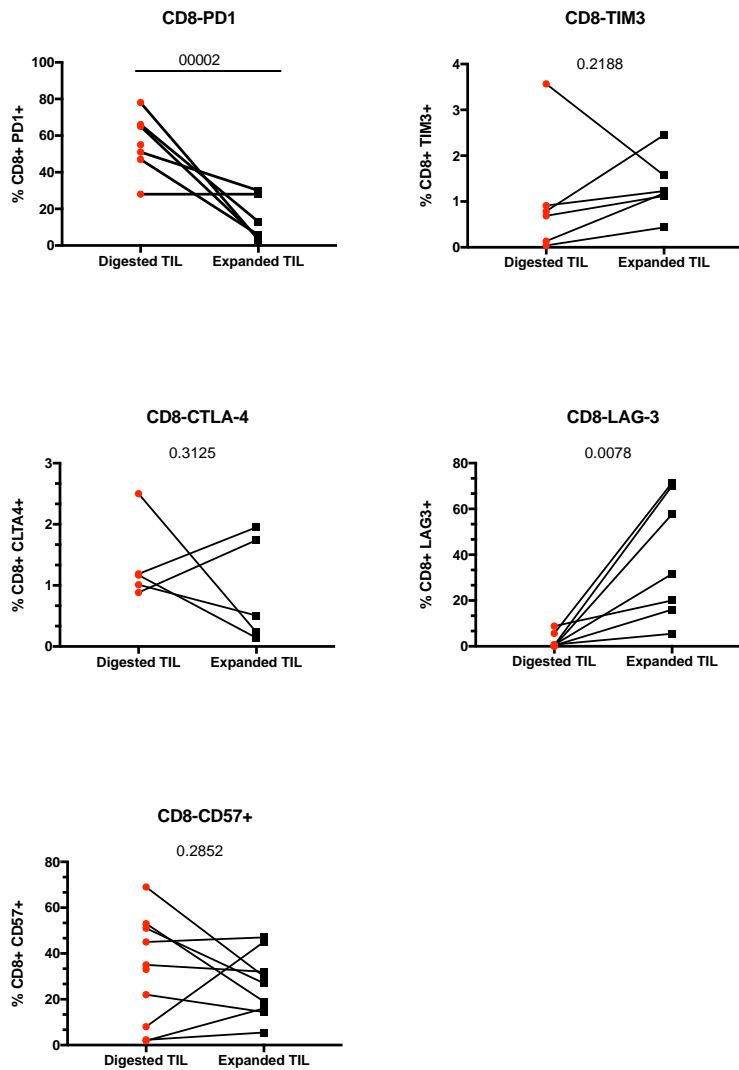 CD8-PD1
00002
% CD8+ PD1+
100
80
60
40
20
0
Digested TIL
Expanded TIL
CD8-TIM3
0.2188
% CD8+ TIM3+
4
3
2
1
0
Digested TIL
Expanded TIL
CD8-CTLA-4
0.3125
% CD8+ CLTA4+
3
2
1
0
Digested TIL
Expanded TIL
CD8-LAG-3
0.0078
% CD8+ LAG3+
80
60
40
20
0
Digested TIL
Expanded TIL
CD8-CD57+
0.2852
% CD8+ CD57+
80
60
40
20
0
Digested TIL
Expanded TIL